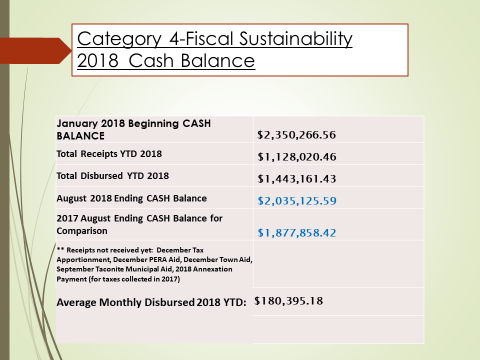 Category 4-Fiscal Sustainability
2018 Cash Balance
January 2018 Beginning CASH
BALANCE
$2,350,266.56
Total Receipts YTD 2018
$1,128,020.46
Total Disbursed YTD 2018
$1,443,161.43
August 2018 Ending CASH Balance
$2,035,125.59
2017 August Ending CASH Balance for
Comparison
$1,877,858.42
** Receipts not received yet: December Tax
Apportionment, December PERA Aid, December Town Aid,
September Taconite Municipal Aid, 2018 Annexation
Payment (for taxes collected in 2017)
Average Monthly Disbursed 2018 YTD: $180,395.18